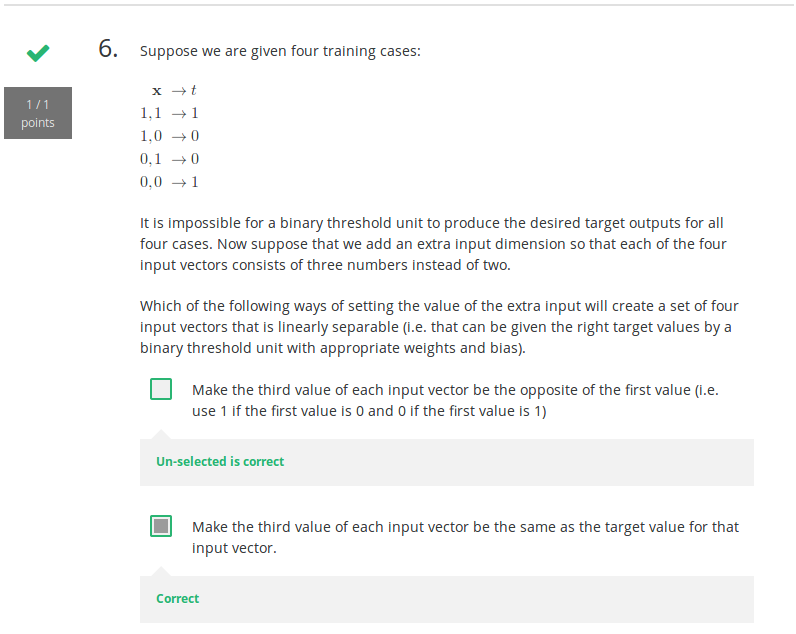 6. Suppose we are given four training cases:
1 / 1
points
x → t
1,1 → 1
1,0 → 0
0,1 → 0
0,0 → 1
It is impossible for a binary threshold unit to produce the desired target outputs for all
four cases. Now suppose that we add an extra input dimension so that each of the four
input vectors consists of three numbers instead of two.
Which of the following ways of setting the value of the extra input will create a set of four
input vectors that is linearly separable (i.e. that can be given the right target values by a
binary threshold unit with appropriate weights and bias).
Make the third value of each input vector be the opposite of the first value (i.e.
use 1 if the first value is 0 and 0 if the first value is 1)
Un-selected is correct
Make the third value of each input vector be the same as the target value for that
input vector.
Correct